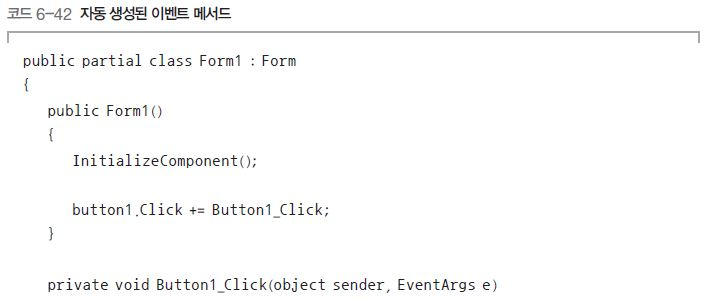 코드 6-42 자동 생성된 이벤트 메서드
public partial class Form1 : Form
{
public Form1()
{
InitializeComponent();
button1.Click += Button1_Click;
}
private void Button1_Click(object sender, EventArgs e)